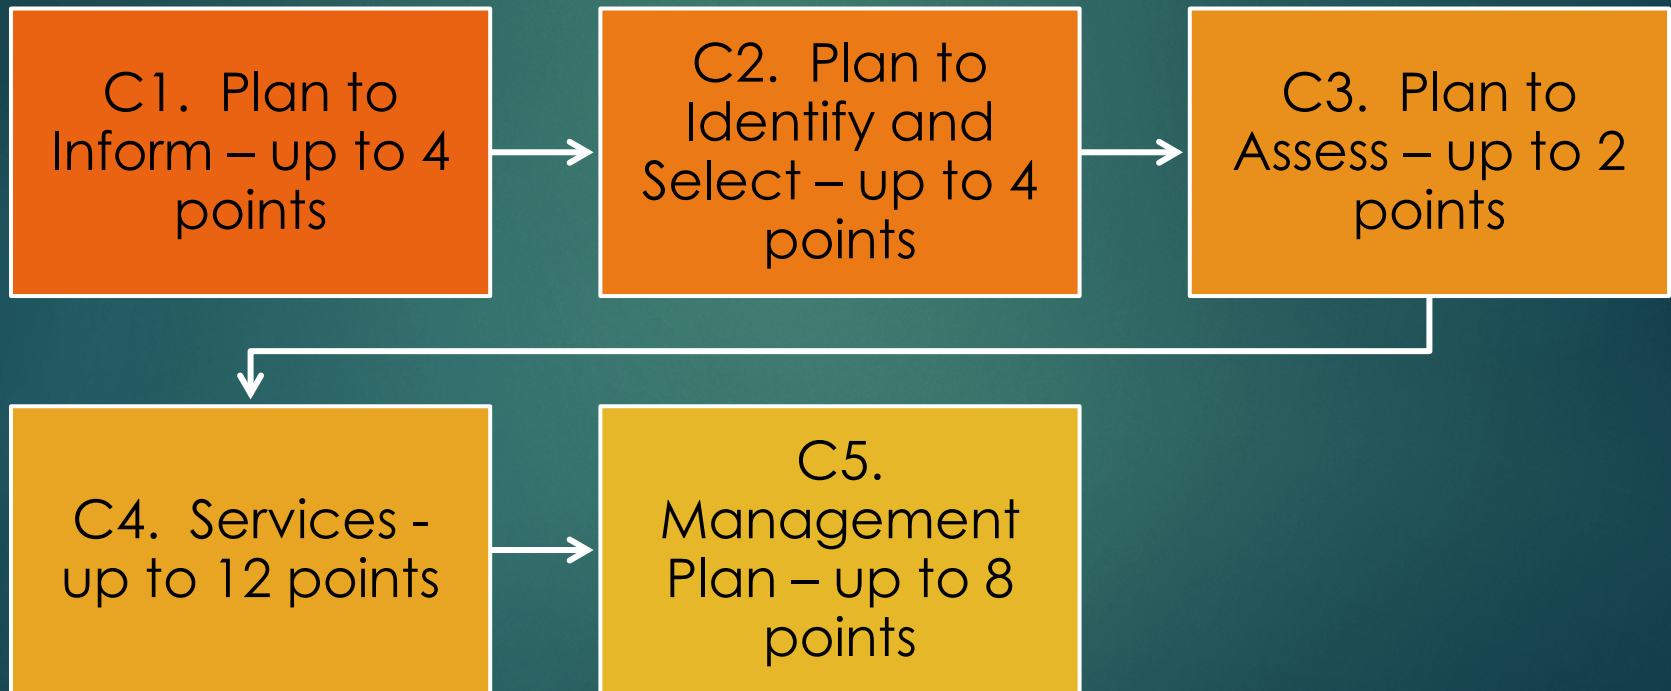 C1.  Plan to
Inform – up to 4
points
C2.  Plan to
Identify and
Select – up to 4
points
C3.  Plan to
Assess – up to 2
points
C4.  Services -
up to 12 points
C5.
Management
Plan – up to 8
points